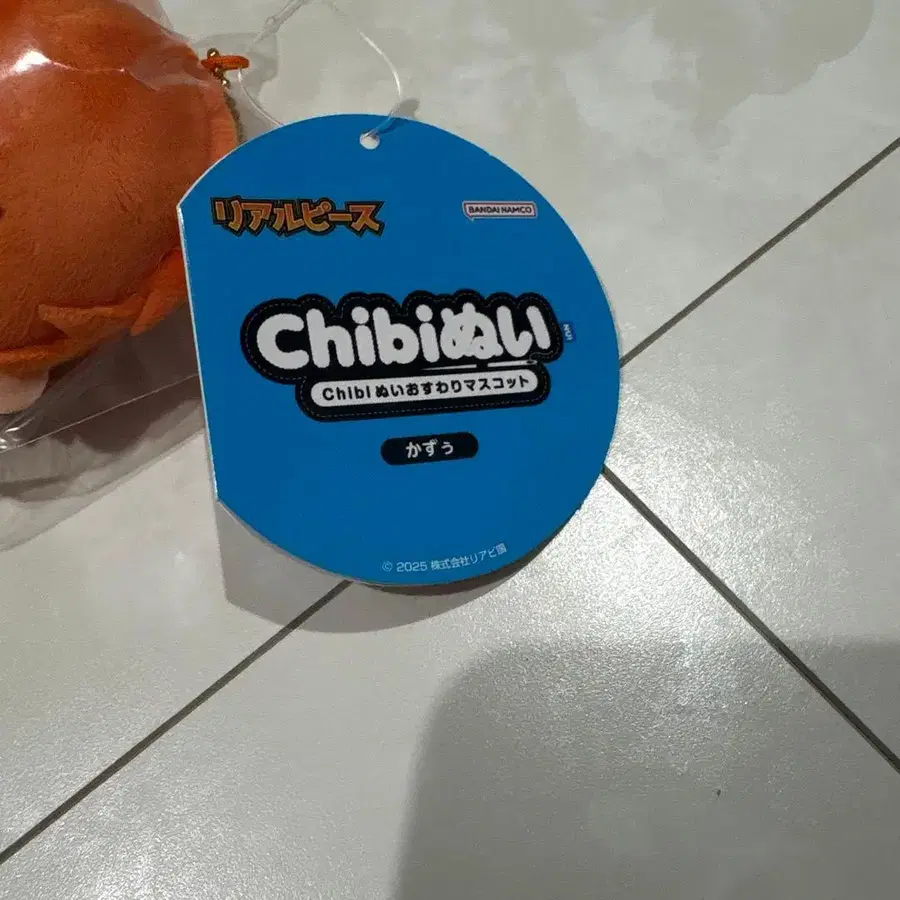 リアルピース
BANDAI NAMCO
Chibiぬい
NUI
Chibiぬいおすわりマスコット
かずぅ
© 2025 株式会社リアピ園